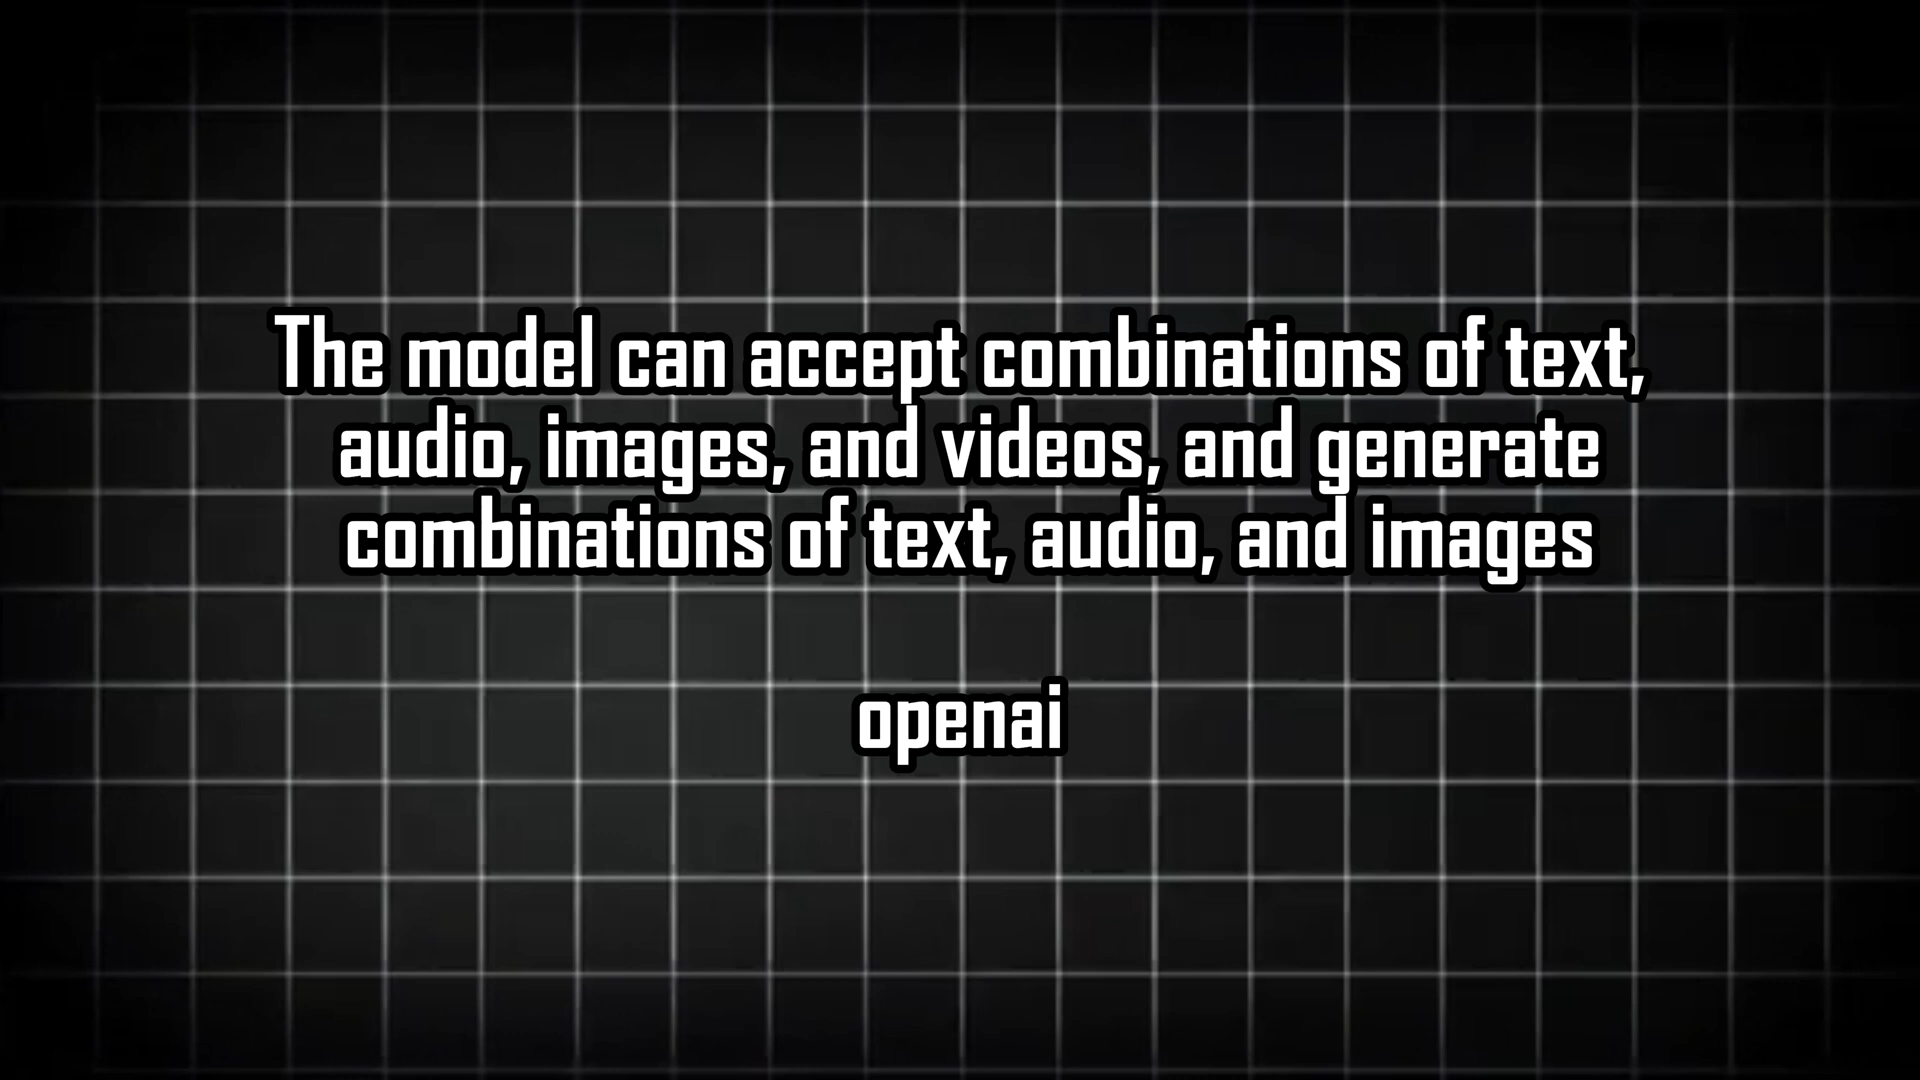 The model can accept combinations of text,
audio, images, and videos, and generate
combinations of text, audio, and images
openai